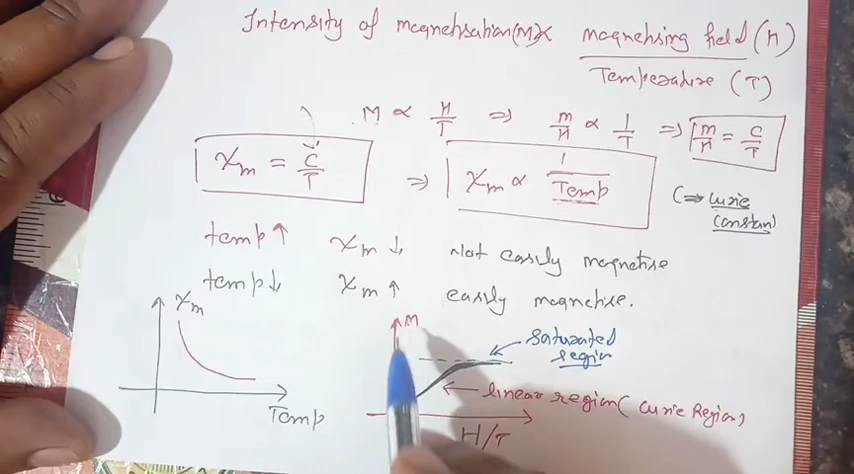 Intensity of magnetisation(M)∝ magnetising field (H)
Temperature (T)
M ∝ H/T ⇒ m/H ∝ 1/T ⇒ m/H = C/T
χm = C/T ⇒ χm ∝ 1/Temp
C ⇒ Curie
(constan)
temp↑ χm ↓ Not easily magnetise
temp↓ χm ↑ easily magnetise.
χm
Temp
M
saturated
region
linear region( Curie Region)
H/T